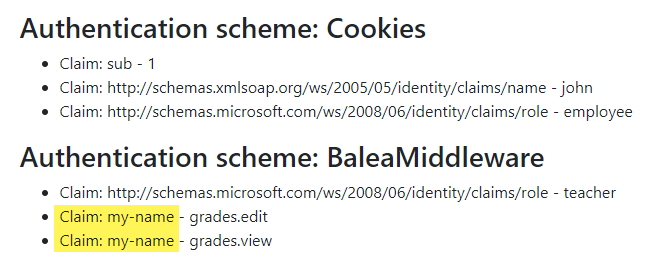 Authentication scheme: Cookies
• Claim: sub - 1
• Claim: http://schemas.xmlsoap.org/ws/2005/05/identity/claims/name - john
• Claim: http://schemas.microsoft.com/ws/2008/06/identity/claims/role - employee
Authentication scheme: BaleaMiddleware
• Claim: http://schemas.microsoft.com/ws/2008/06/identity/claims/role - teacher
• Claim: my-name - grades.edit
• Claim: my-name - grades.view